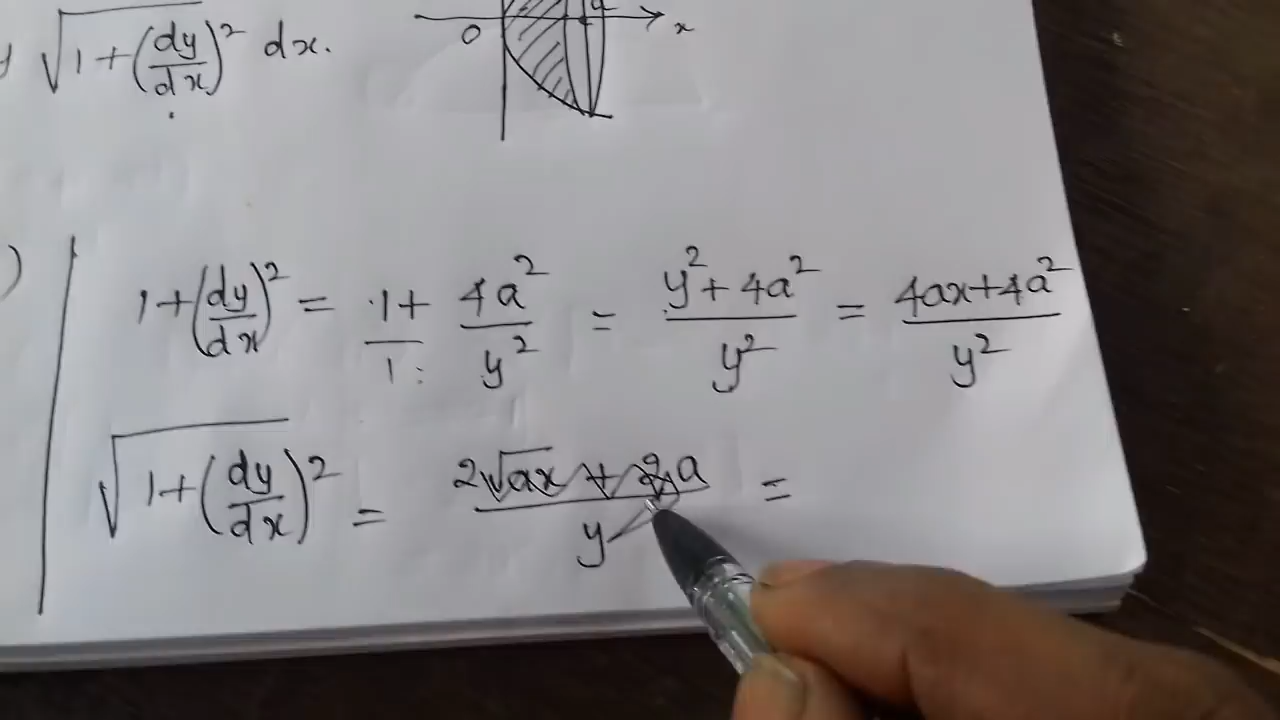 y √1+(dy/dx)² dx.
0 a x
) 1+(dy/dx)² = 1/1 + 4a²/y² = y²+4a²/y² = 4ax+4a²/y²
√1+(dy/dx)² = 2√ax + 2a/y =